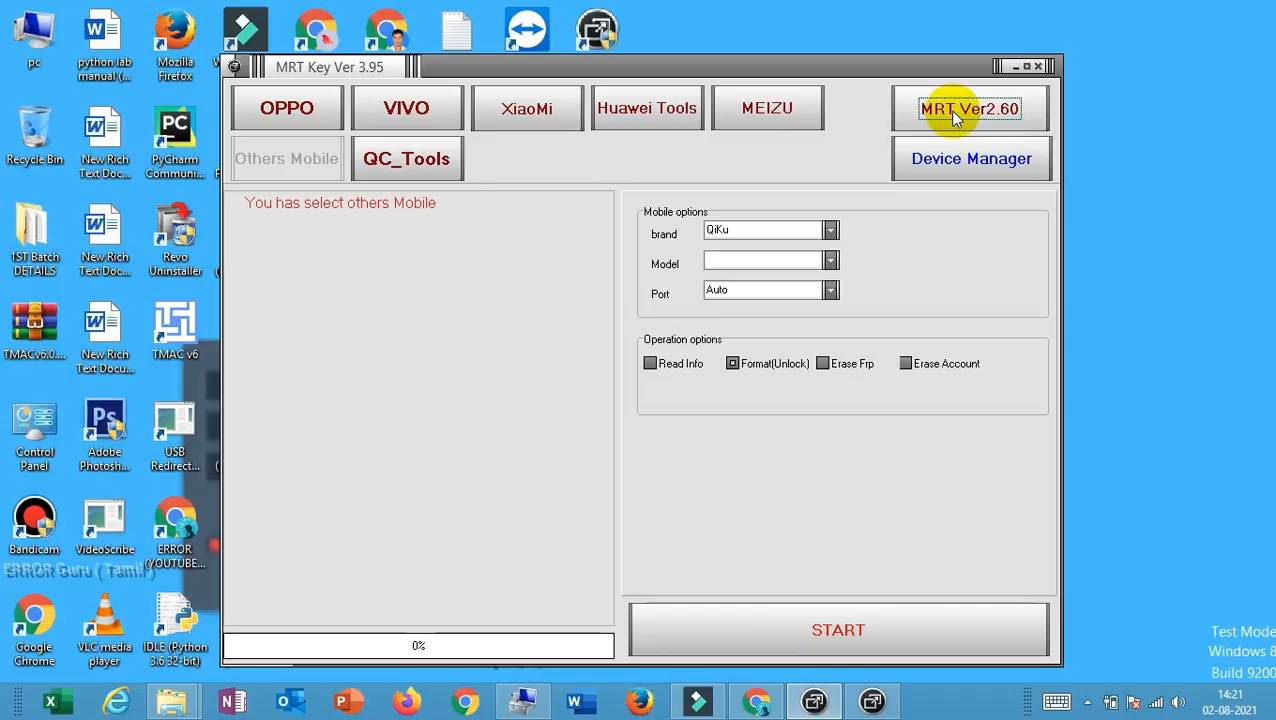 pc
python lab
manual (...
Mozilla
Firefox
MRT Key Ver 3.95
OPPO
VIVO
XiaoMi
Huawei Tools
MEIZU
MRT Ver2.60
Others Mobile
QC_Tools
Device Manager
You has select others Mobile
Mobile options
brand
QiKu
Model
Port
Auto
Operation options
Read Info
Format(Unlock)
Erase Frp
Erase Account
START
0%
Recycle Bin
New Rich
Text Doc...
PyCharm
Communi...
1ST Batch
DETAILS
New Rich
Text Doc...
Revo
Uninstaller
TMACv6.0....
New Rich
Text Docu...
TMAC v6
Control
Panel
Adobe
Photosh...
USB
Redirect...
Bandicam
VideoScribe
ERROR
(YOUTUBE...
ERROR Guru ( Tamil )
Google
Chrome
VLC media
player
IDLE (Python
3.6 32-bit)
Test Mode
Windows 8
Build 9200
14:21
02-08-2021